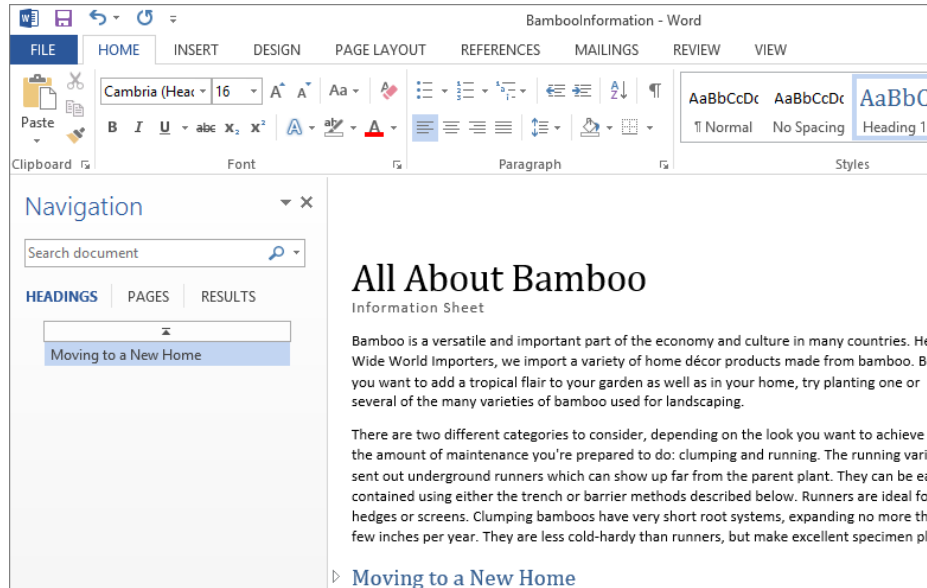 BambooInformation - Word
FILE HOME INSERT DESIGN PAGE LAYOUT REFERENCES MAILINGS REVIEW VIEW
Paste
Cambria (Hea 16
Aa
B I U abc X₂ X²
A ab A
AaBbCcDc AaBbCcDc AaBbC
¶ Normal No Spacing Heading 1
Clipboard Font Paragraph Styles
Navigation
Search document
HEADINGS PAGES RESULTS
Moving to a New Home
All About Bamboo
Information Sheet
Bamboo is a versatile and important part of the economy and culture in many countries. He
Wide World Importers, we import a variety of home décor products made from bamboo. B
you want to add a tropical flair to your garden as well as in your home, try planting one or
several of the many varieties of bamboo used for landscaping.
There are two different categories to consider, depending on the look you want to achieve
the amount of maintenance you're prepared to do: clumping and running. The running vari
sent out underground runners which can show up far from the parent plant. They can be ea
contained using either the trench or barrier methods described below. Runners are ideal fo
hedges or screens. Clumping bamboos have very short root systems, expanding no more th
few inches per year. They are less cold-hardy than runners, but make excellent specimen pl
Moving to a New Home